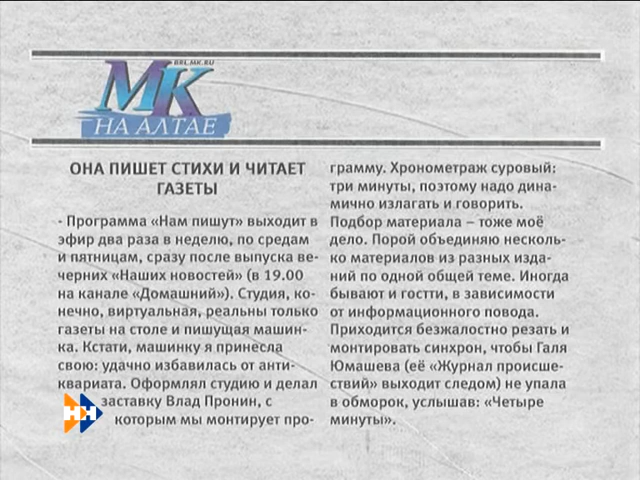 BRL.MK.RU
МК
НА АЛТАЕ
ОНА ПИШЕТ СТИХИ И ЧИТАЕТ
ГАЗЕТЫ
- Программа «Нам пишут» выходит в
эфир два раза в неделю, по средам
и пятницам, сразу после выпуска ве-
черних «Наших новостей» (в 19.00
на канале «Домашний»). Студия, ко-
нечно, виртуальная, реальны только
газеты на столе и пишущая машин-
ка. Кстати, машинку я принесла
свою: удачно избавилась от анти-
квариата. Оформлял студию и делал
заставку Влад Пронин, с
которым мы монтирует про-
грамму. Хронометраж суровый:
три минуты, поэтому надо дина-
мично излагать и говорить.
Подбор материала – тоже моё
дело. Порой объединяю несколь-
ко материалов из разных изда-
ний по одной общей теме. Иногда
бывают и гостти, в зависимости
от информационного повода.
Приходится безжалостно резать и
монтировать синхрон, чтобы Галя
Юмашева (её «Журнал происше-
ствий» выходит следом) не упала
в обморок, услышав: «Четыре
минуты».
НН